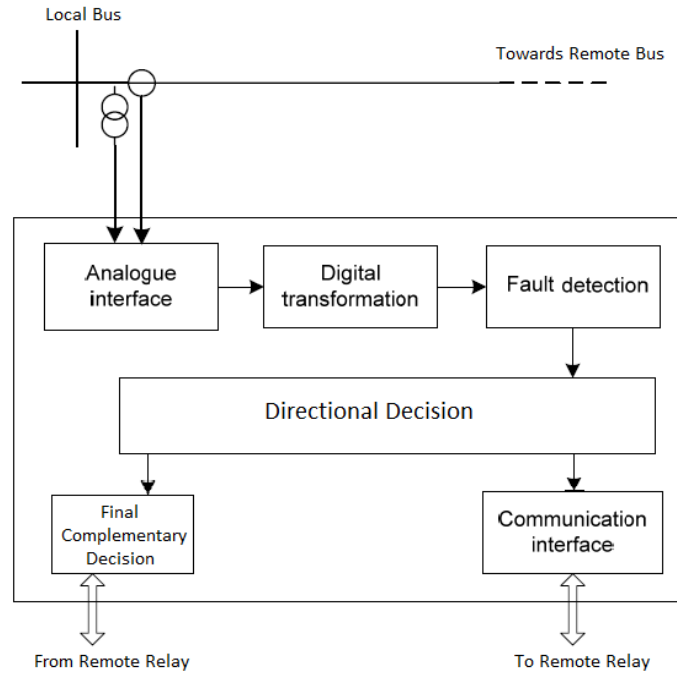 Local Bus
Towards Remote Bus
Analogue
interface
Digital
transformation
Fault detection
Directional Decision
Final
Complementary
Decision
Communication
interface
From Remote Relay
To Remote Relay